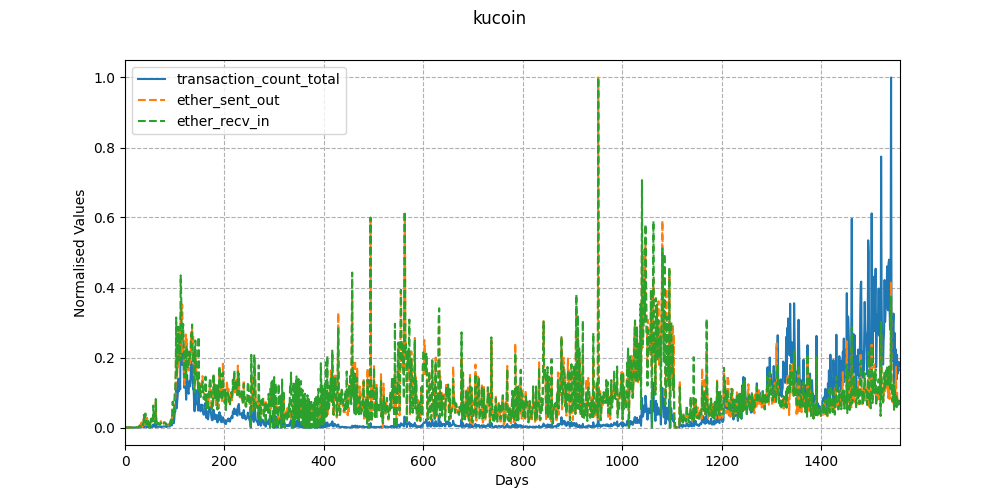 kucoin
transaction_count_total
ether_sent_out
ether_recv_in
1.0
0.8
0.6
0.4
0.2
0.0
Normalised Values
0 200 400 600 800 1000 1200 1400
Days